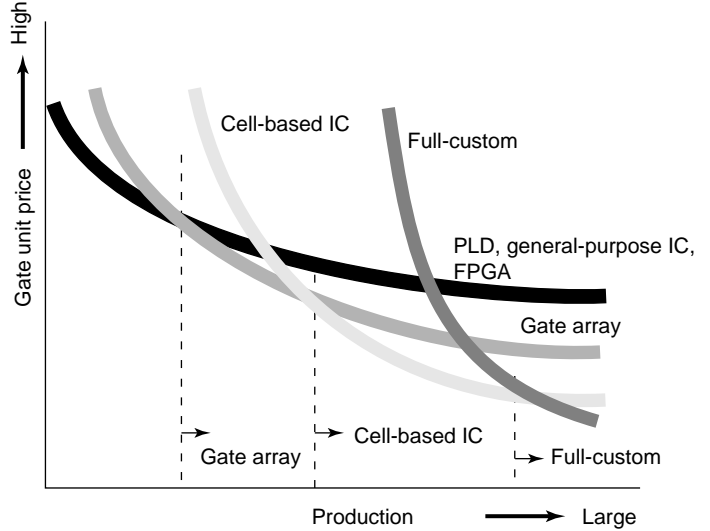 High
Gate unit price
Cell-based IC
Full-custom
PLD, general-purpose IC,
FPGA
Gate array
Cell-based IC
Gate array
Full-custom
Production
Large